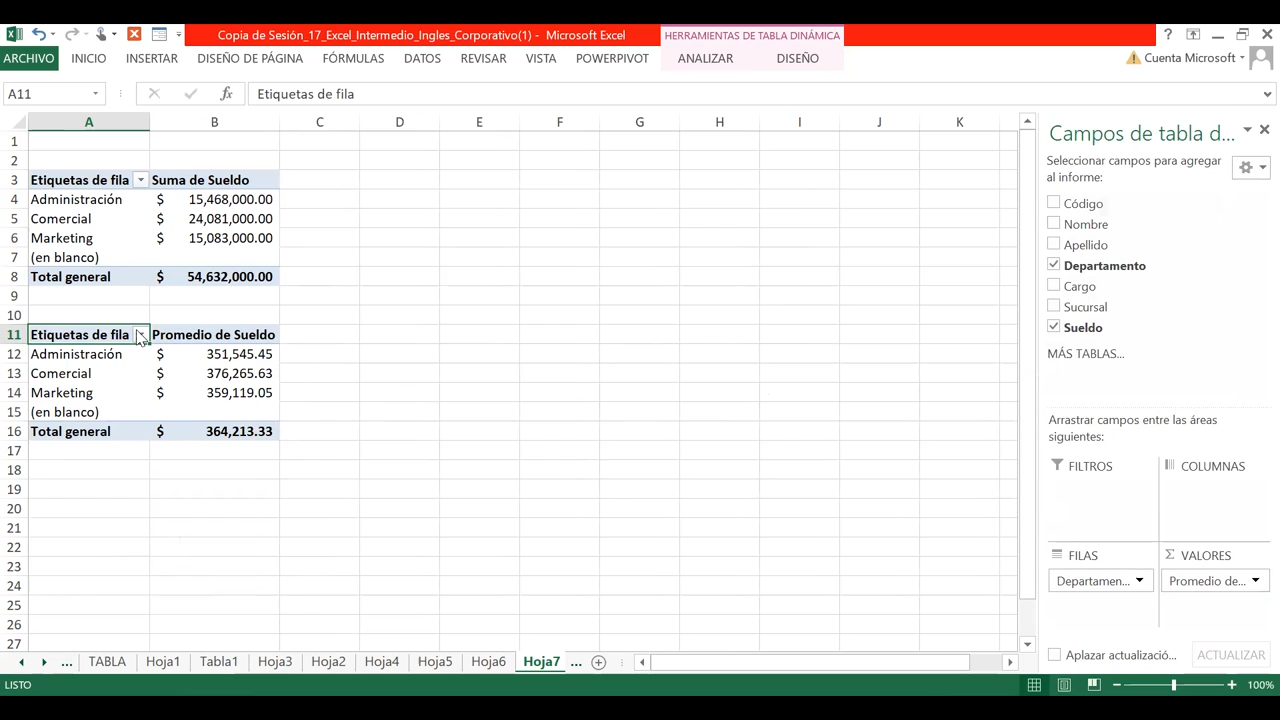 Copia de Sesión_17_Excel_Intermedio_Ingles_Corporativo(1) - Microsoft Excel
HERRAMIENTAS DE TABLA DINÁMICA
?
ARCHIVO INICIO INSERTAR DISEÑO DE PÁGINA FÓRMULAS DATOS REVISAR VISTA POWERPIVOT ANALIZAR DISEÑO Cuenta Microsoft
A11 fx Etiquetas de fila
A B C D E F G H I J K
1
2
3 Etiquetas de fila Suma de Sueldo
4 Administración $ 15,468,000.00
5 Comercial $ 24,081,000.00
6 Marketing $ 15,083,000.00
7 (en blanco)
8 Total general $ 54,632,000.00
9
10
11 Etiquetas de fila Promedio de Sueldo
12 Administración $ 351,545.45
13 Comercial $ 376,265.63
14 Marketing $ 359,119.05
15 (en blanco)
16 Total general $ 364,213.33
17
18
19
20
21
22
23
24
25
26
27
Campos de tabla d...
Seleccionar campos para agregar
al informe:
Código
Nombre
Apellido
Departamento
Cargo
Sucursal
Sueldo
MÁS TABLAS...
Arrastrar campos entre las áreas
siguientes:
FILTROS COLUMNAS
FILAS Σ VALORES
Departamen... Promedio de...
Aplazar actualizació... ACTUALIZAR
... TABLA Hoja1 Tabla1 Hoja3 Hoja2 Hoja4 Hoja5 Hoja6 Hoja7 ...
LISTO 100%